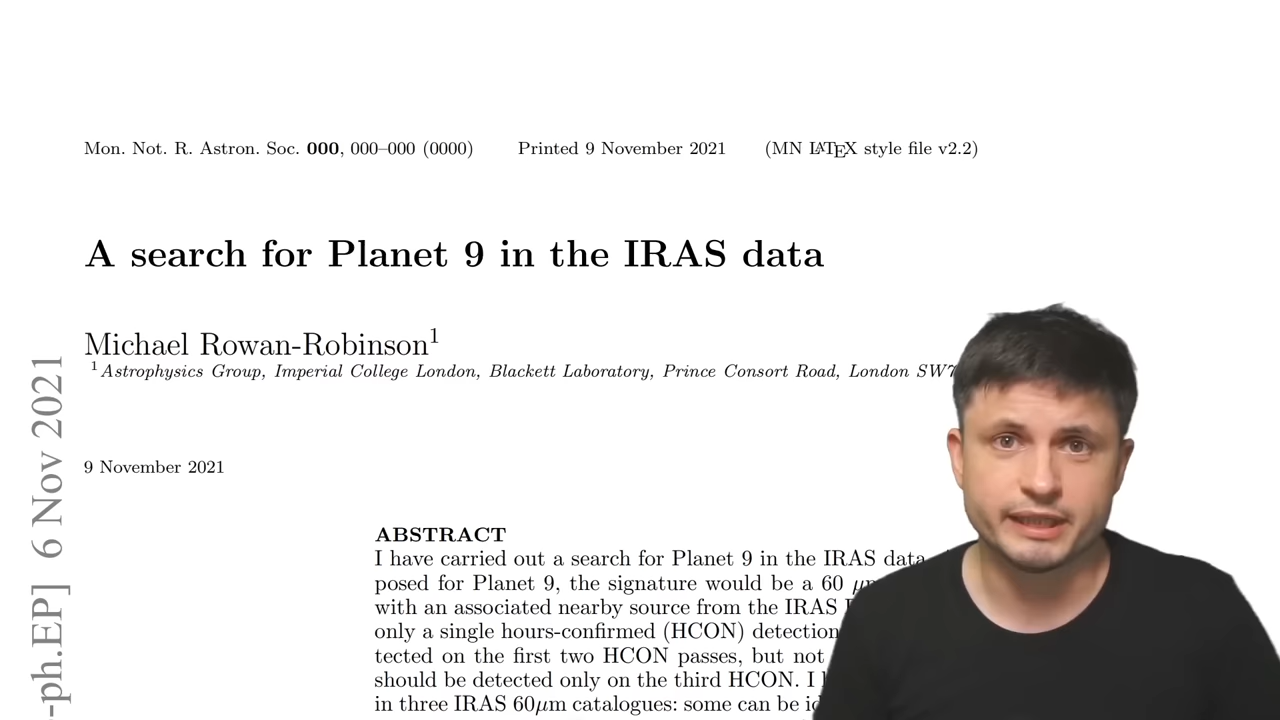 Mon. Not. R. Astron. Soc. 000, 000–000 (0000) Printed 9 November 2021 (MN LATEX style file v2.2)
A search for Planet 9 in the IRAS data
Michael Rowan-Robinson1
1Astrophysics Group, Imperial College London, Blackett Laboratory, Prince Consort Road, London SW7
-ph.EP] 6 Nov 2021
9 November 2021
ABSTRACT
I have carried out a search for Planet 9 in the IRAS data.
posed for Planet 9, the signature would be a 60 μm
with an associated nearby source from the IRAS
only a single hours-confirmed (HCON) detection
tected on the first two HCON passes, but not
should be detected only on the third HCON. I
in three IRAS 60μm catalogues: some can be